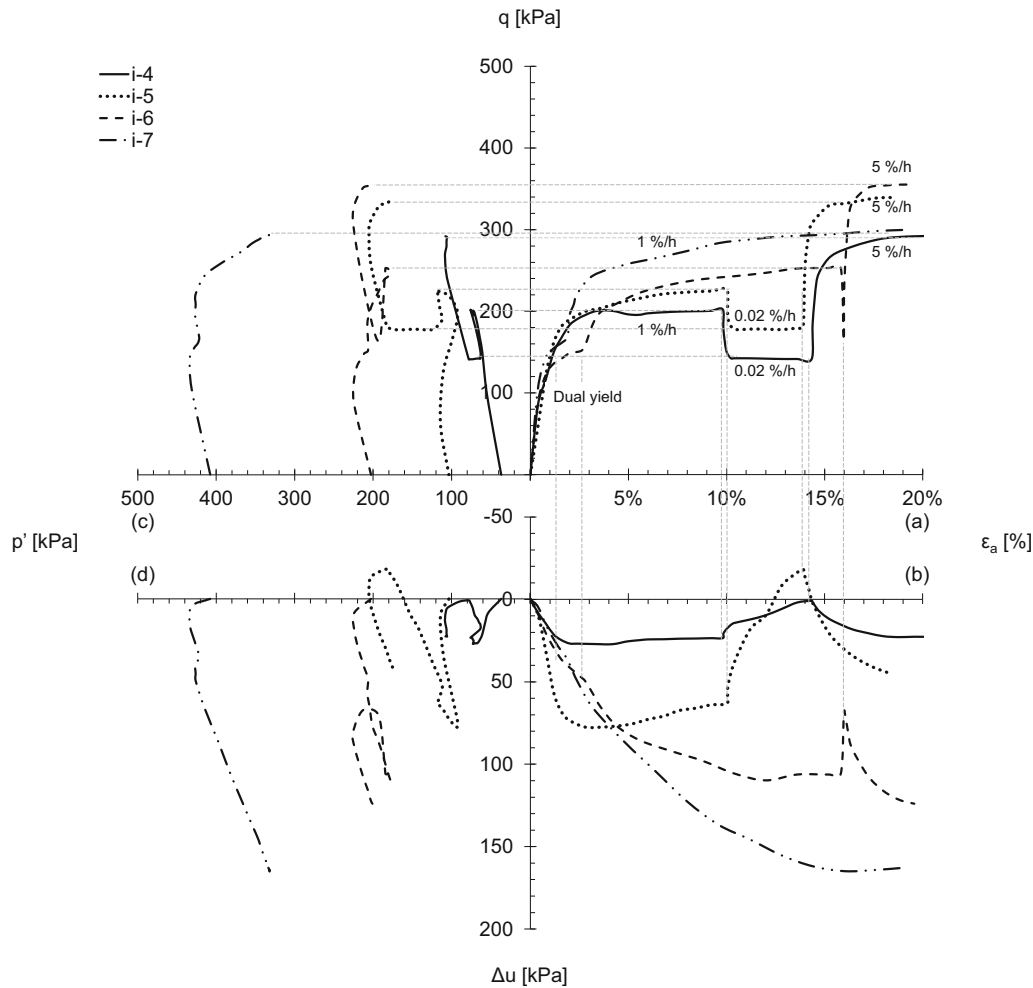 q [kPa]
500
400
300
200
100
i-4
i-5
i-6
i-7
5 %/h
5 %/h
5 %/h
1 %/h
1 %/h
0.02 %/h
0.02 %/h
Dual yield
500 400 300 200 100 5% 10% 15% 20%
(c) (a)
p' [kPa] εa [%]
(d) (b)
-50
0
50
100
150
200
Δu [kPa]